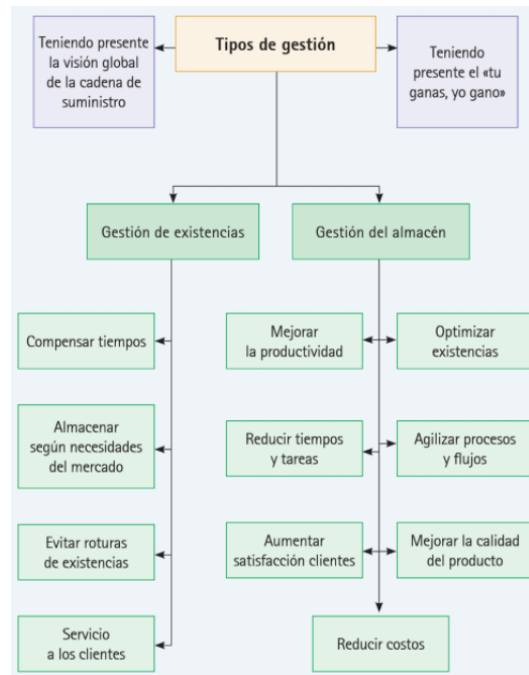 Teniendo presente
la visión global
de la cadena de
suministro
Tipos de gestión
Teniendo
presente el «tu
ganas, yo gano»
Gestión de existencias
Gestión del almacén
Compensar tiempos
Almacenar
según necesidades
del mercado
Evitar roturas
de existencias
Servicio
a los clientes
Mejorar
la productividad
Optimizar
existencias
Reducir tiempos
y tareas
Agilizar procesos
y flujos
Aumentar
satisfacción clientes
Mejorar la calidad
del producto
Reducir costos